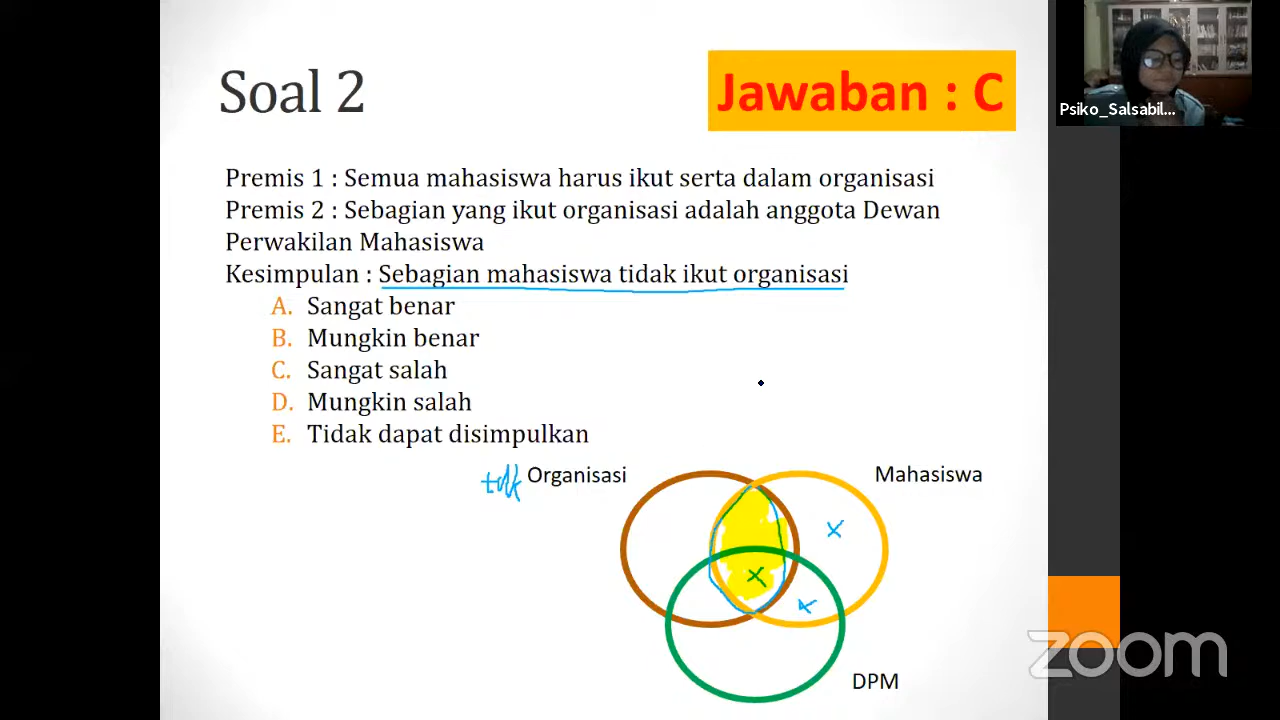 Soal 2
Jawaban : C
Psiko_Salsabil...
Premis 1 : Semua mahasiswa harus ikut serta dalam organisasi
Premis 2 : Sebagian yang ikut organisasi adalah anggota Dewan
Perwakilan Mahasiswa
Kesimpulan : Sebagian mahasiswa tidak ikut organisasi
A. Sangat benar
B. Mungkin benar
C. Sangat salah
D. Mungkin salah
E. Tidak dapat disimpulkan
tdk Organisasi
Mahasiswa
x
x
x
DPM
zoom